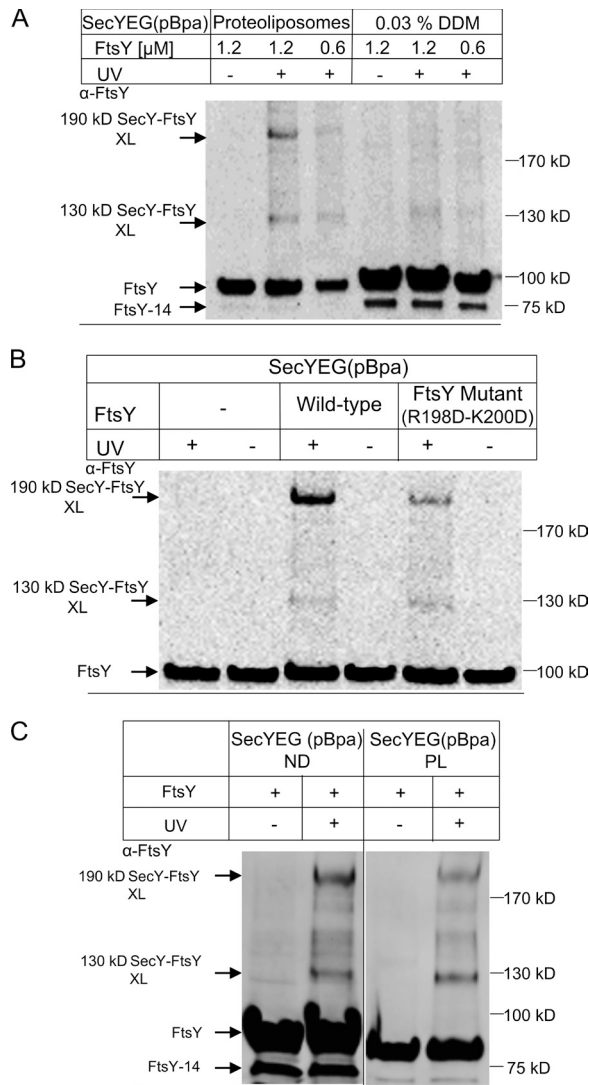 A
SecYEG(pBpa) Proteoliposomes 0.03 % DDM
FtsY [µM] 1.2 1.2 0.6 1.2 1.2 0.6
UV - + + - + +
α-FtsY
190 kD SecY-FtsY
XL
170 kD
130 kD SecY-FtsY
XL
130 kD
FtsY
100 kD
FtsY-14
75 kD
B
SecYEG(pBpa)
FtsY - Wild-type FtsY Mutant
(R198D-K200D)
UV + - + - + -
α-FtsY
190 kD SecY-FtsY
XL
170 kD
130 kD SecY-FtsY
XL
130 kD
FtsY
100 kD
C
SecYEG (pBpa) SecYEG(pBpa)
ND PL
FtsY + + + +
UV - + - +
α-FtsY
190 kD SecY-FtsY
XL
170 kD
130 kD SecY-FtsY
XL
130 kD
100 kD
FtsY
FtsY-14
75 kD